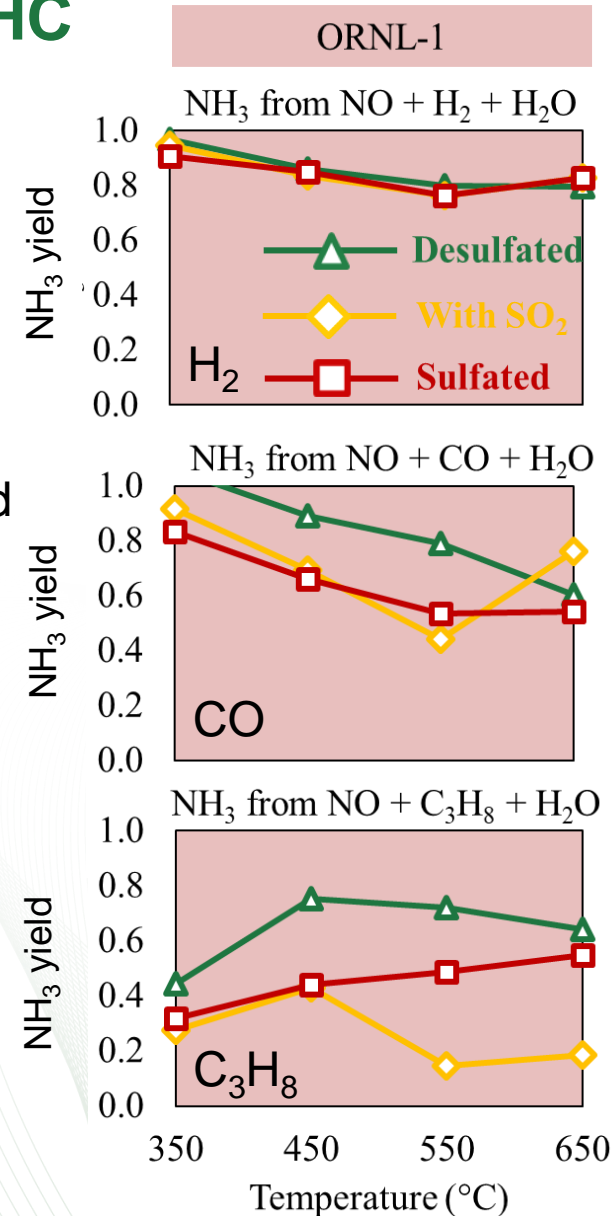 HC
ORNL-1
NH₃ from NO + H₂ + H₂O
1.0
0.8
0.6
0.4
0.2
0.0
NH₃ yield
Desulfated
With SO₂
Sulfated
H₂
d
NH₃ from NO + CO + H₂O
1.0
0.8
0.6
0.4
0.2
0.0
NH₃ yield
CO
NH₃ from NO + C₃H₈ + H₂O
1.0
0.8
0.6
0.4
0.2
0.0
NH₃ yield
C₃H₈
350 450 550 650
Temperature (°C)